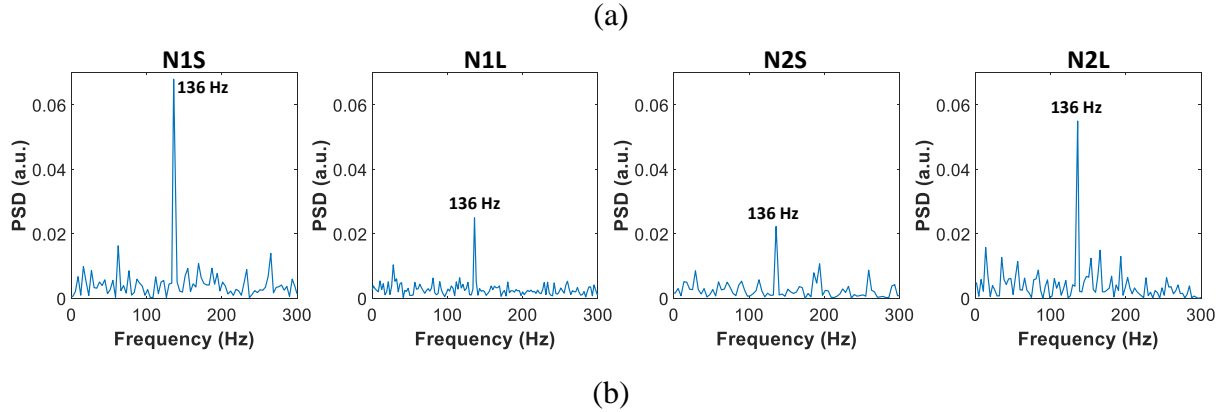 (a)
N1S N1L N2S N2L
136 Hz 136 Hz 136 Hz 136 Hz
PSD (a.u.) PSD (a.u.) PSD (a.u.) PSD (a.u.)
0.06 0.06 0.06 0.06
0.04 0.04 0.04 0.04
0.02 0.02 0.02 0.02
0 0 0 0
0 100 200 300 0 100 200 300 0 100 200 300 0 100 200 300
Frequency (Hz) Frequency (Hz) Frequency (Hz) Frequency (Hz)
(b)